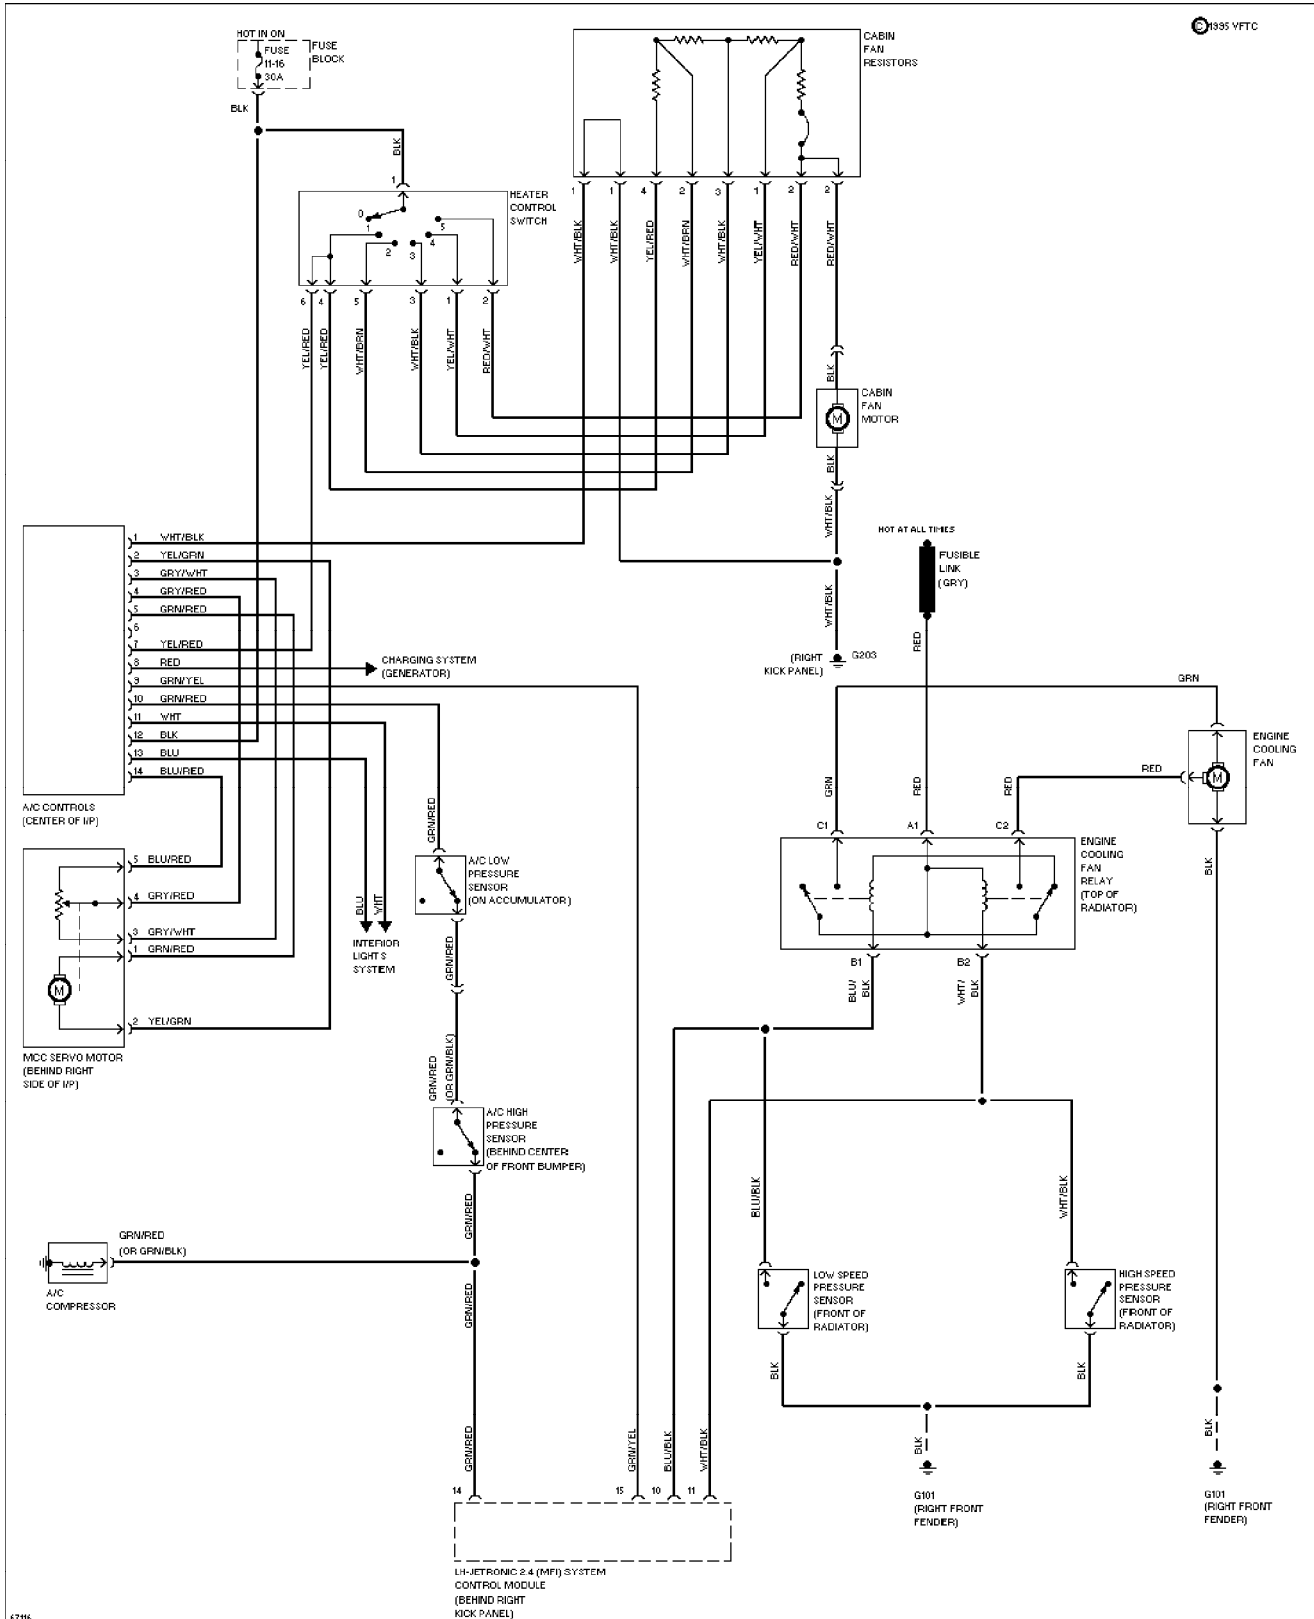 HOT IN ON
FUSE
11-16
30A
FUSE
BLOCK
BLK
BLK
1
HEATER
CONTROL
SWITCH
0
1
2
3
4
5
6
4
5
3
1
2
YEL/RED
YEL/RED
WHT/BRN
WHT/BLK
YEL/WHT
RED/WHT
CABIN
FAN
RESISTORS
C 1995 VFTC
1
1
4
2
3
1
2
2
WHT/BLK
WHT/BLK
YEL/RED
WHT/BRN
WHT/BLK
YEL/WHT
RED/WHT
RED/WHT
BLK
M
CABIN
FAN
MOTOR
BLK
WHT/BLK
WHT/BLK
(RIGHT
KICK PANEL)
G203
HOT AT ALL TIMES
FUSIBLE
LINK
(GRY)
RED
1 WHT/BLK
2 YEL/GRN
3 GRY/WHT
4 GRY/RED
5 GRN/RED
6
7 YEL/RED
8 RED
9 GRN/YEL
10 GRN/RED
11 WHT
12 BLK
13 BLU
14 BLU/RED
CHARGING SYSTEM
(GENERATOR)
A/C CONTROLS
(CENTER OF I/P)
5 BLU/RED
4 GRY/RED
3 GRY/WHT
1 GRN/RED
M
2 YEL/GRN
MCC SERVO MOTOR
(BEHIND RIGHT
SIDE OF I/P)
BLU
WHT
INTERIOR
LIGHTS
SYSTEM
GRN/RED
A/C LOW
PRESSURE
SENSOR
(ON ACCUMULATOR)
GRN/RED
GRN/RED
(OR GRN/BLK)
A/C HIGH
PRESSURE
SENSOR
(BEHIND CENTER
OF FRONT BUMPER)
GRN/RED
GRN/RED
(OR GRN/BLK)
A/C
COMPRESSOR
GRN/RED
GRN/RED
GRN
GRN
RED
RED
RED
M
ENGINE
COOLING
FAN
C1
A1
C2
ENGINE
COOLING
FAN
RELAY
(TOP OF
RADIATOR)
B1
B2
BLU/
BLK
WHT/
BLK
BLK
BLU/BLK
WHT/BLK
LOW SPEED
PRESSURE
SENSOR
(FRONT OF
RADIATOR)
HIGH SPEED
PRESSURE
SENSOR
(FRONT OF
RADIATOR)
BLK
BLK
BLK
BLK
G101
(RIGHT FRONT
FENDER)
G101
(RIGHT FRONT
FENDER)
GRN/YEL
BLU/BLK
WHT/BLK
14
15
10
11
LH-JETRONIC 2.4 (MFI) SYSTEM
CONTROL MODULE
(BEHIND RIGHT
KICK PANEL)